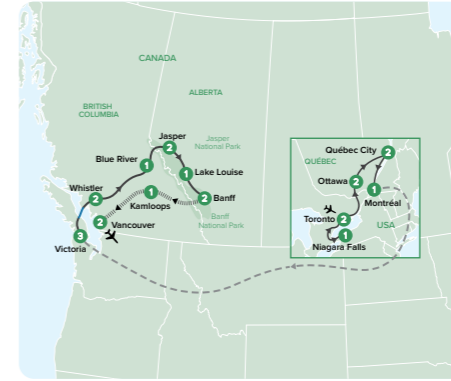 CANADA
BRITISH
COLUMBIA
ALBERTA
Jasper
2
Jasper
National Park
Blue River
1
1
Lake Louise
Whistler
2
1
Kamloops
2
Banff
Banff
National Park
2
Vancouver
3
Victoria
Québec City
2
QUÉBEC
Ottawa
2
1
Montréal
Toronto
2
USA
1
Niagara Falls